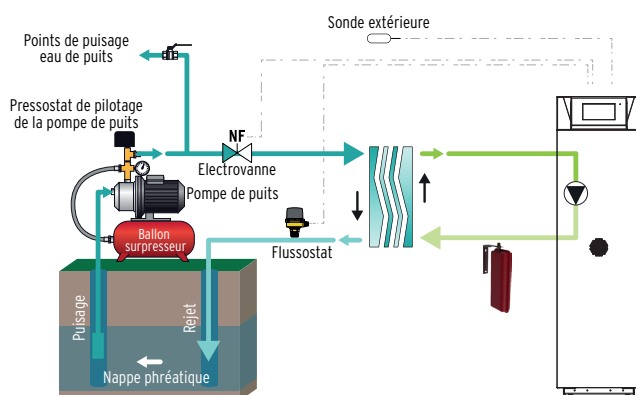 Sonde extérieure
Points de puisage
eau de puits
Pressostat de pilotage
de la pompe de puits
NF
Electrovanne
Pompe de puits
Ballon
surpresseur
Flussostat
Puisage
Rejet
Nappe phréatique